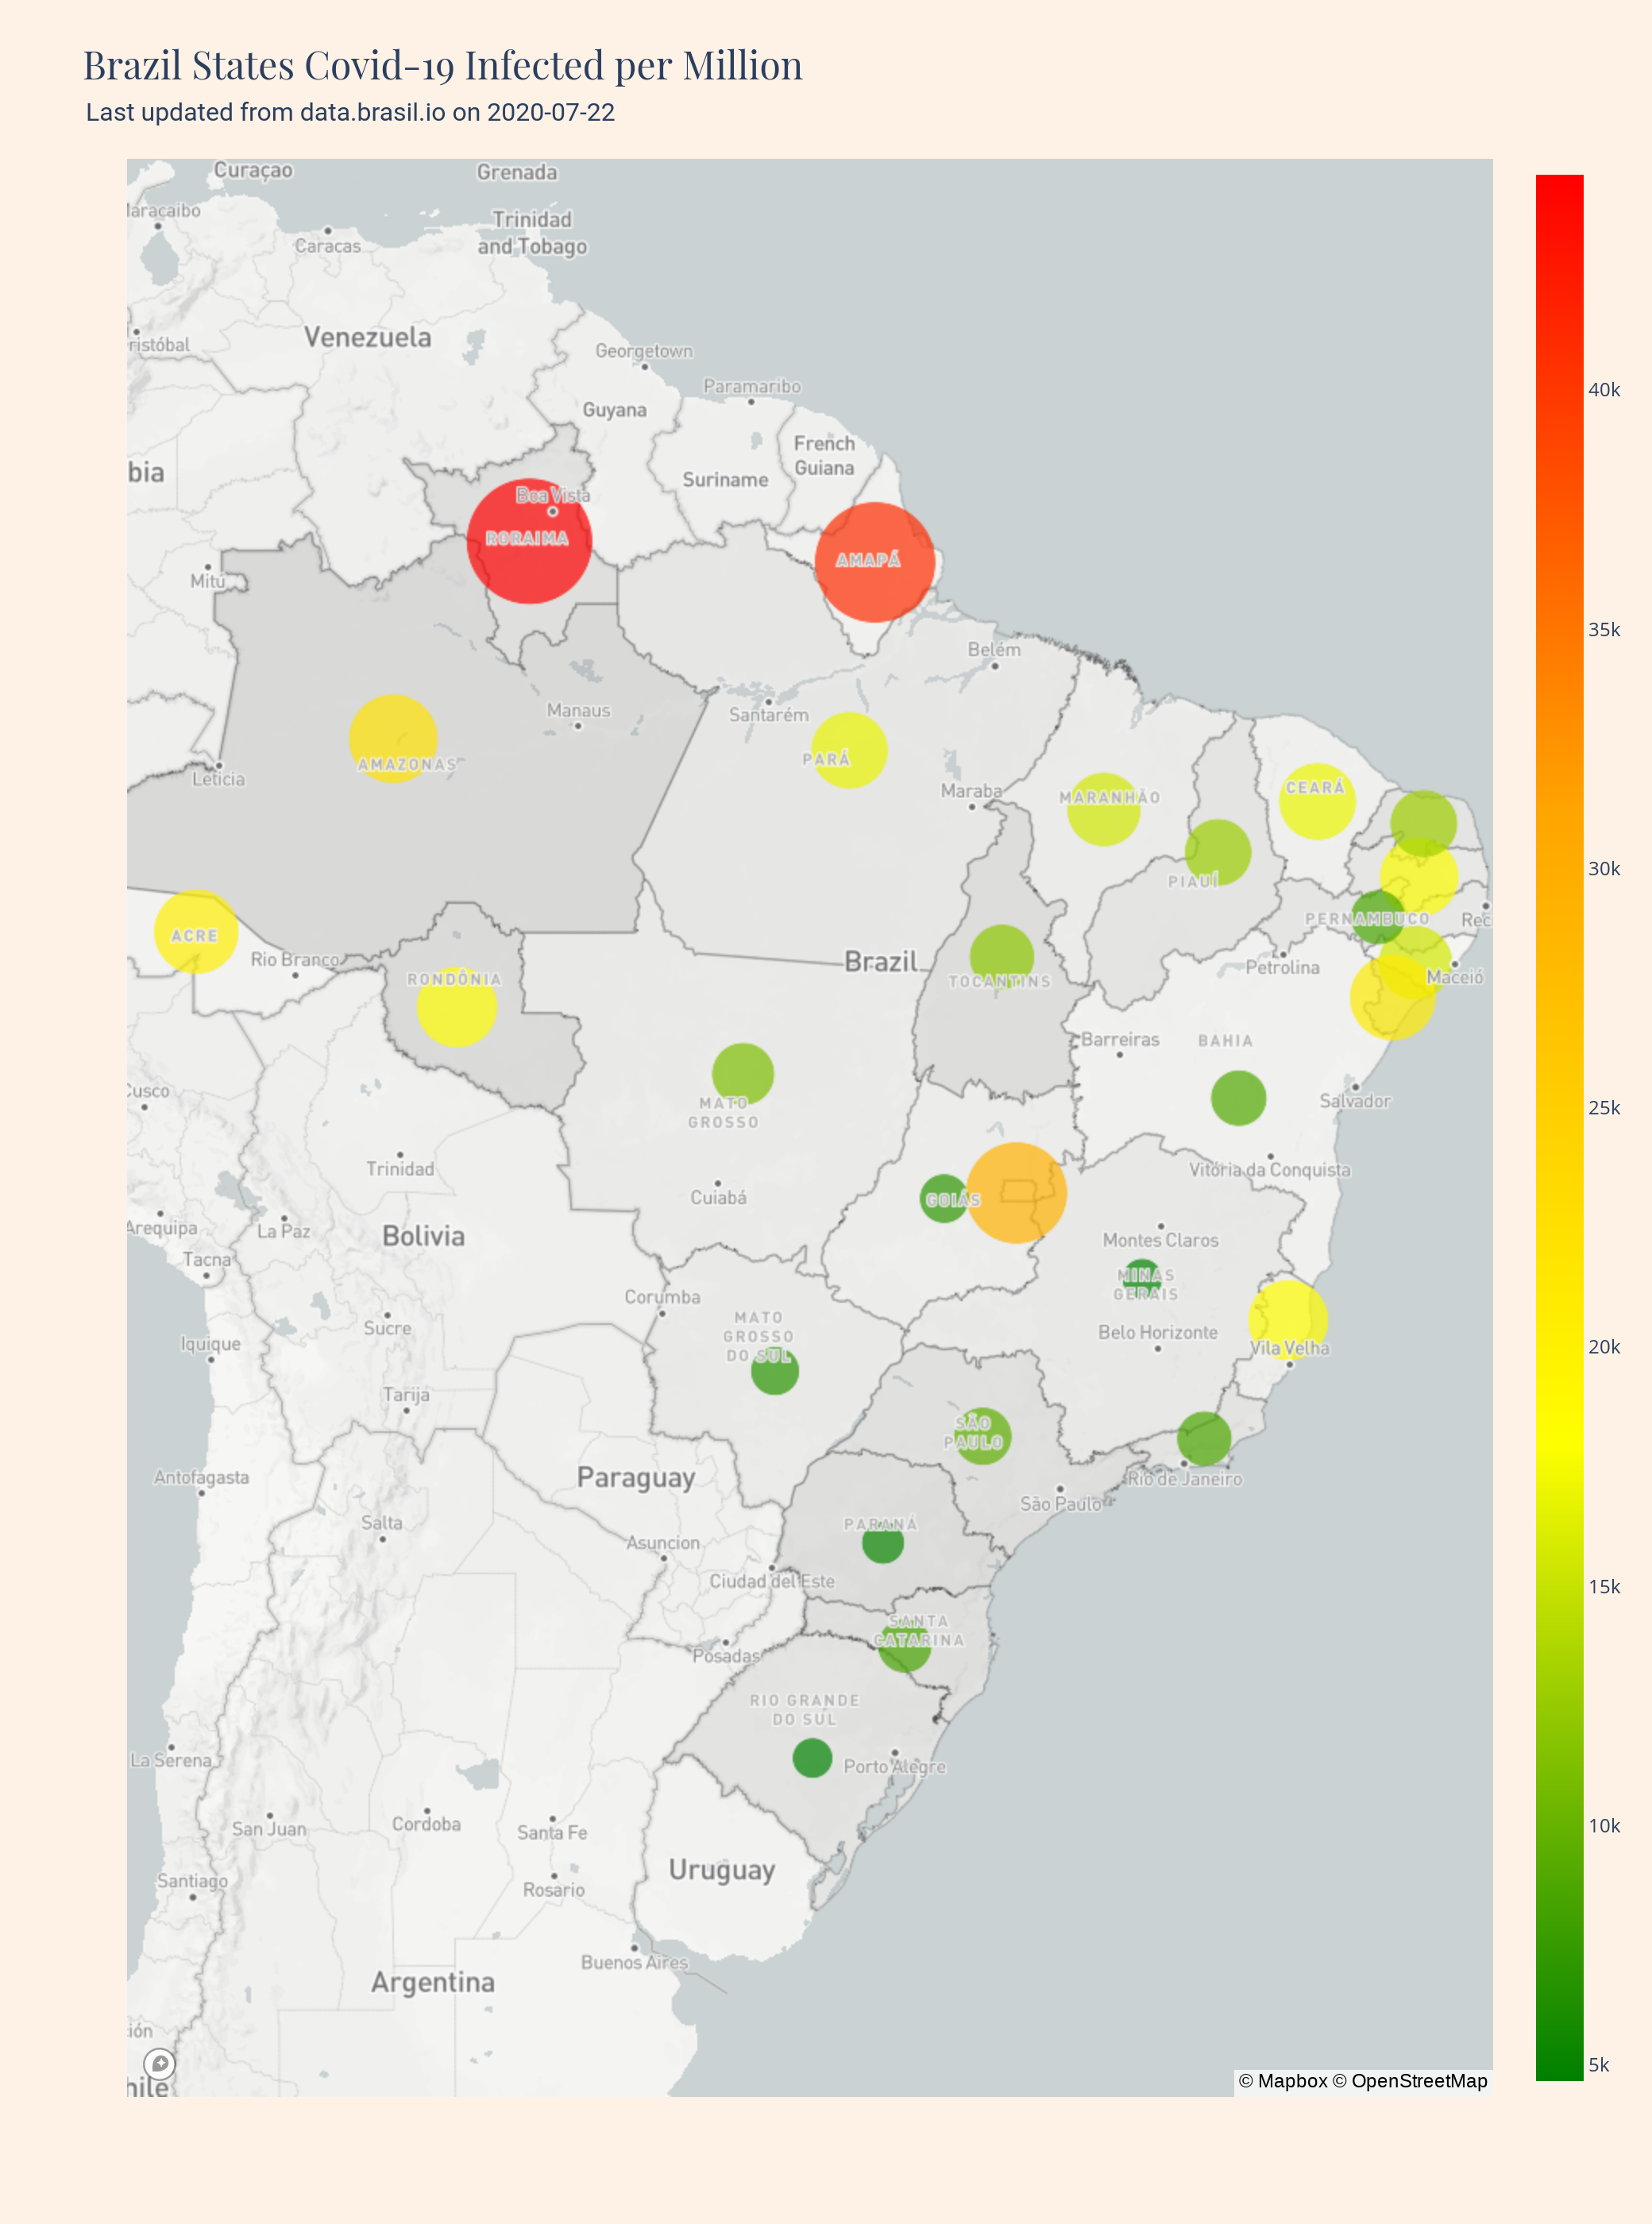 Brazil States Covid-19 Infected per Million
Last updated from data.brasil.io on 2020-07-22
Curaçao
Grenada
laracaibo
Trinidad
and Tobago
Caracas
Venezuela
ristóbal
Georgetown
Paramaribo
Guyana
French
Guiana
bia
Suriname
Boa Vista
RORAIMA
AMAPÁ
Mitú
Belém
Manaus
Santarém
AMAZONAS
PARÁ
Leticia
Maraba
MARANHÃO
CEARÁ
PIAUÍ
PERNAMBUCO
Rec
ACRE
Rio Branco
Brazil
Petrolina
Maceió
RONDÔNIA
TOCANTINS
Barreiras
BAHIA
Cusco
MATO
GROSSO
Salvador
Trinidad
Vitória da Conquista
Cuiabá
GOIÁS
Arequipa
La Paz
Bolivia
Montes Claros
Tacna
MINAS
GERAIS
Corumba
Sucre
MATO
GROSSO
DO SUL
Belo Horizonte
Iquique
Vila Velha
Tarija
SÃO
PAULO
Antofagasta
Paraguay
Rio de Janeiro
São Paulo
Salta
PARANÁ
Asuncion
Ciudad del Este
SANTA
CATARINA
Posadas
RIO GRANDE
DO SUL
La Serena
Porto Alegre
San Juan
Cordoba
Santa Fe
Uruguay
Santiago
Rosario
Buenos Aires
Argentina
ión
hile
© Mapbox © OpenStreetMap
40k
35k
30k
25k
20k
15k
10k
5k